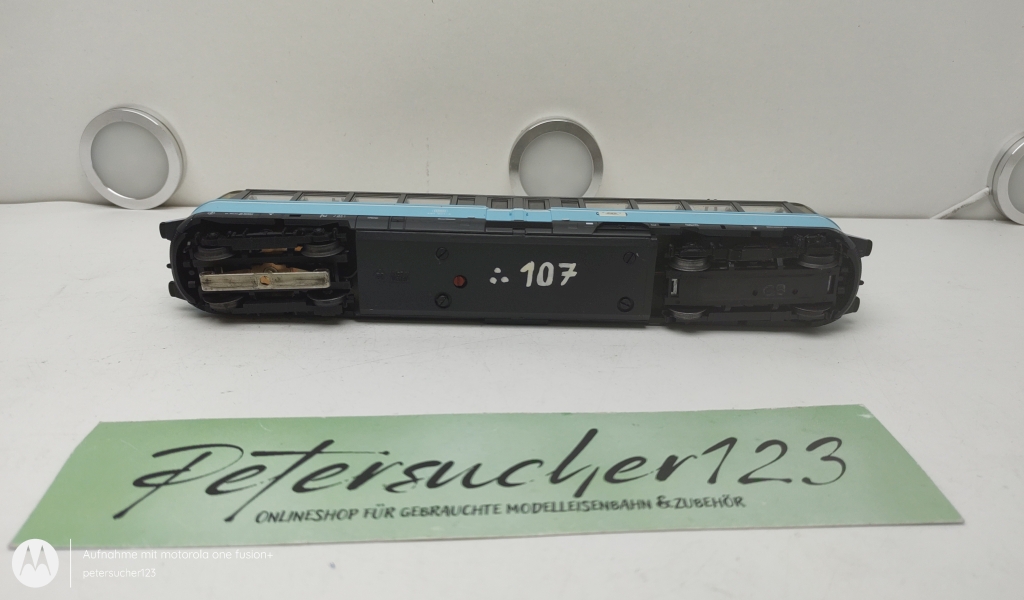 107
Petersucher123
ONLINESHOP FÜR GEBRAUCHTE MODELLEISENBAHN & ZUBEHÖR
Aufnahme mit motorola one fusion+
petersucher123